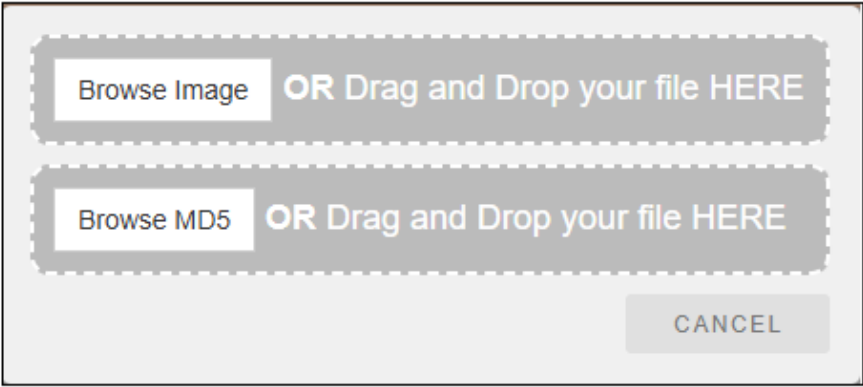 Browse Image OR Drag and Drop your file HERE
Browse MD5 OR Drag and Drop your file HERE
CANCEL